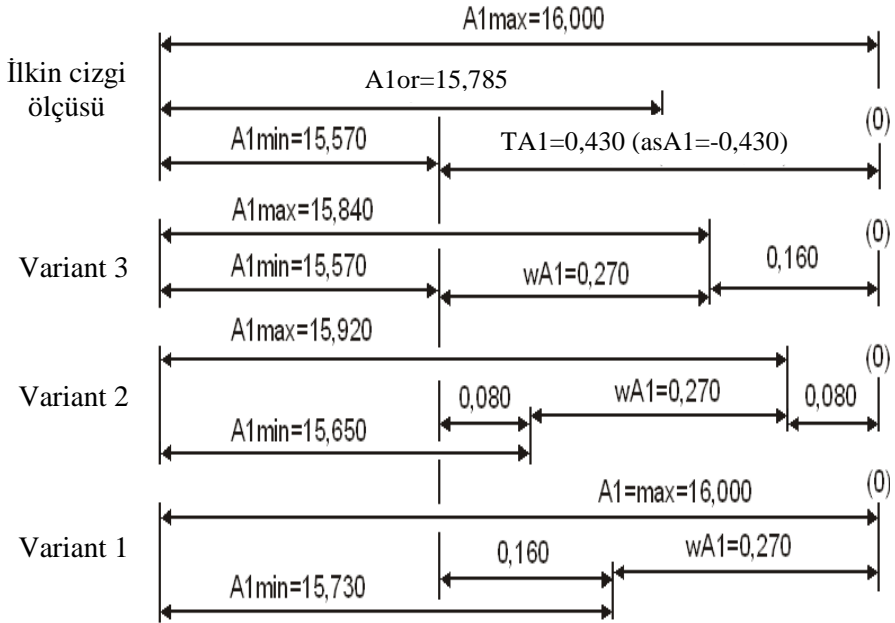 A1max=16,000
İlkin cizgi
ölçüsü
A1or=15,785
(0)
A1min=15,570
TA1=0,430 (asA1=-0,430)
A1max=15,840
(0)
Variant 3
A1min=15,570
wA1=0,270
0,160
A1max=15,920
(0)
Variant 2
0,080
wA1=0,270
0,080
A1min=15,650
(0)
A1=max=16,000
Variant 1
0,160
wA1=0,270
A1min=15,730